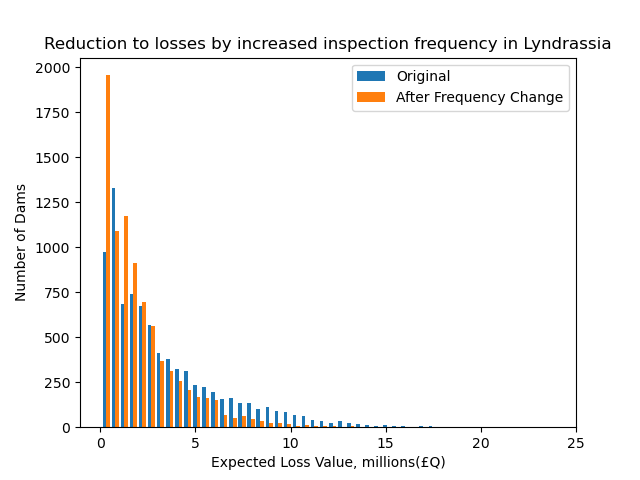 Reduction to losses by increased inspection frequency in Lyndrassia
Original
After Frequency Change
2000
1750
1500
1250
1000
750
500
250
0
Number of Dams
0 5 10 15 20 25
Expected Loss Value, millions(£Q)